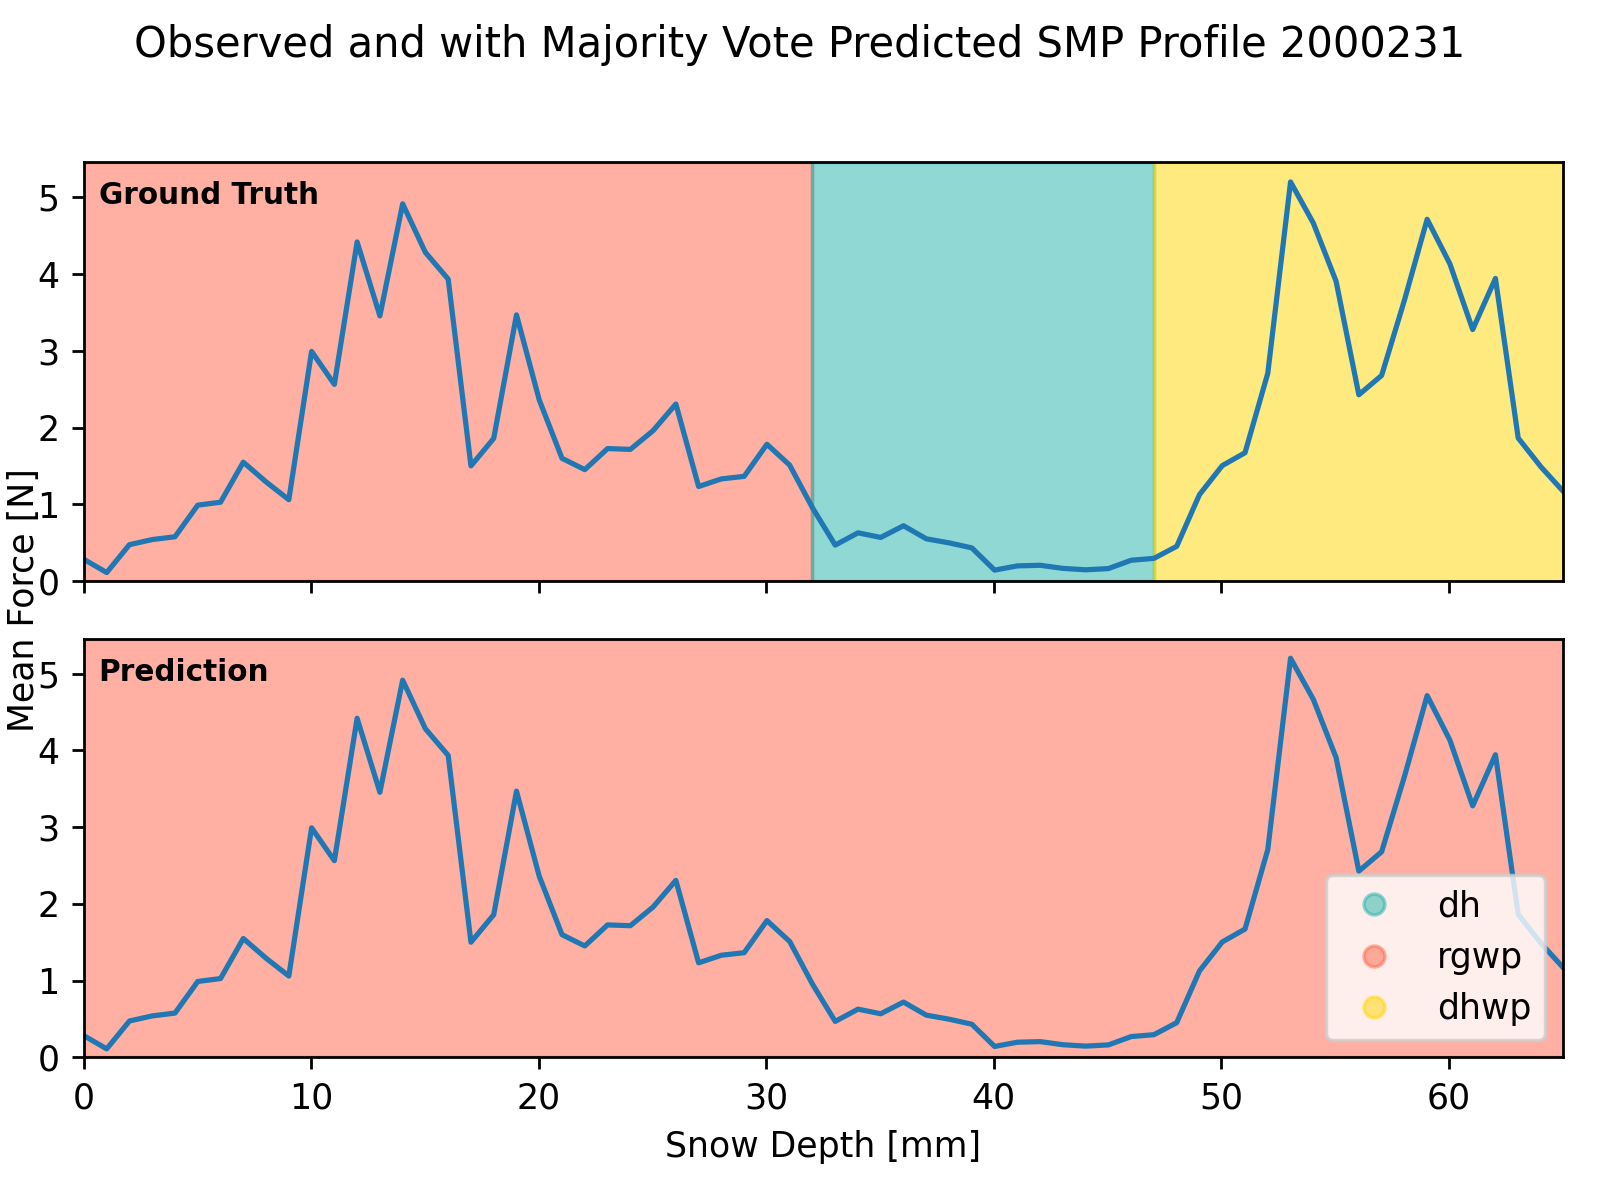 Observed and with Majority Vote Predicted SMP Profile 2000231
Ground Truth
5
4
3
2
1
0
Mean Force [N]
Prediction
5
4
3
2
1
0
dh
rgwp
dhwp
0 10 20 30 40 50 60
Snow Depth [mm]